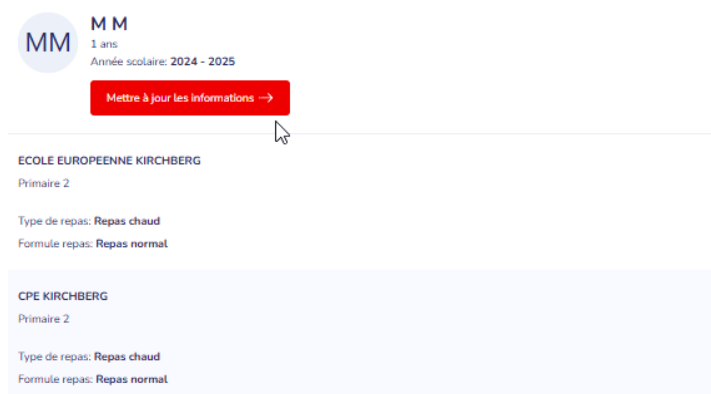 MM
M M
1 ans
Année scolaire: 2024 - 2025
Mettre à jour les informations →
ECOLE EUROPEENNE KIRCHBERG
Primaire 2
Type de repas: Repas chaud
Formule repas: Repas normal
CPE KIRCHBERG
Primaire 2
Type de repas: Repas chaud
Formule repas: Repas normal